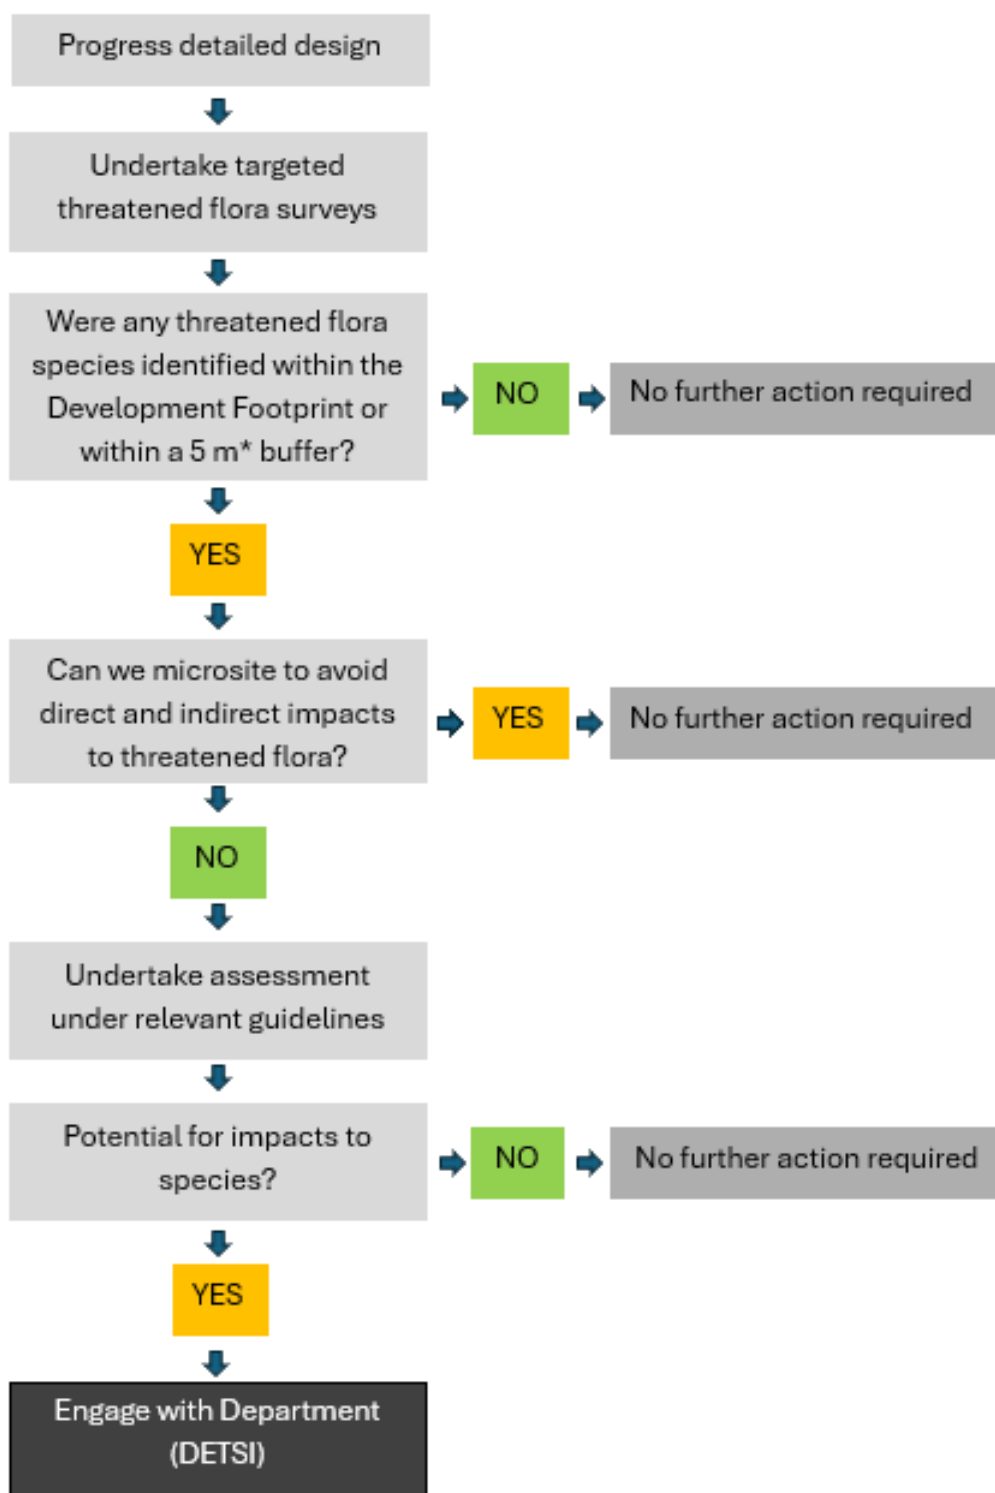 Progress detailed design
Undertake targeted
threatened flora surveys
Were any threatened flora
species identified within the
Development Footprint or
within a 5 m* buffer?
NO
No further action required
YES
Can we microsite to avoid
direct and indirect impacts
to threatened flora?
YES
No further action required
NO
Undertake assessment
under relevant guidelines
Potential for impacts to
species?
NO
No further action required
YES
Engage with Department
(DETSI)